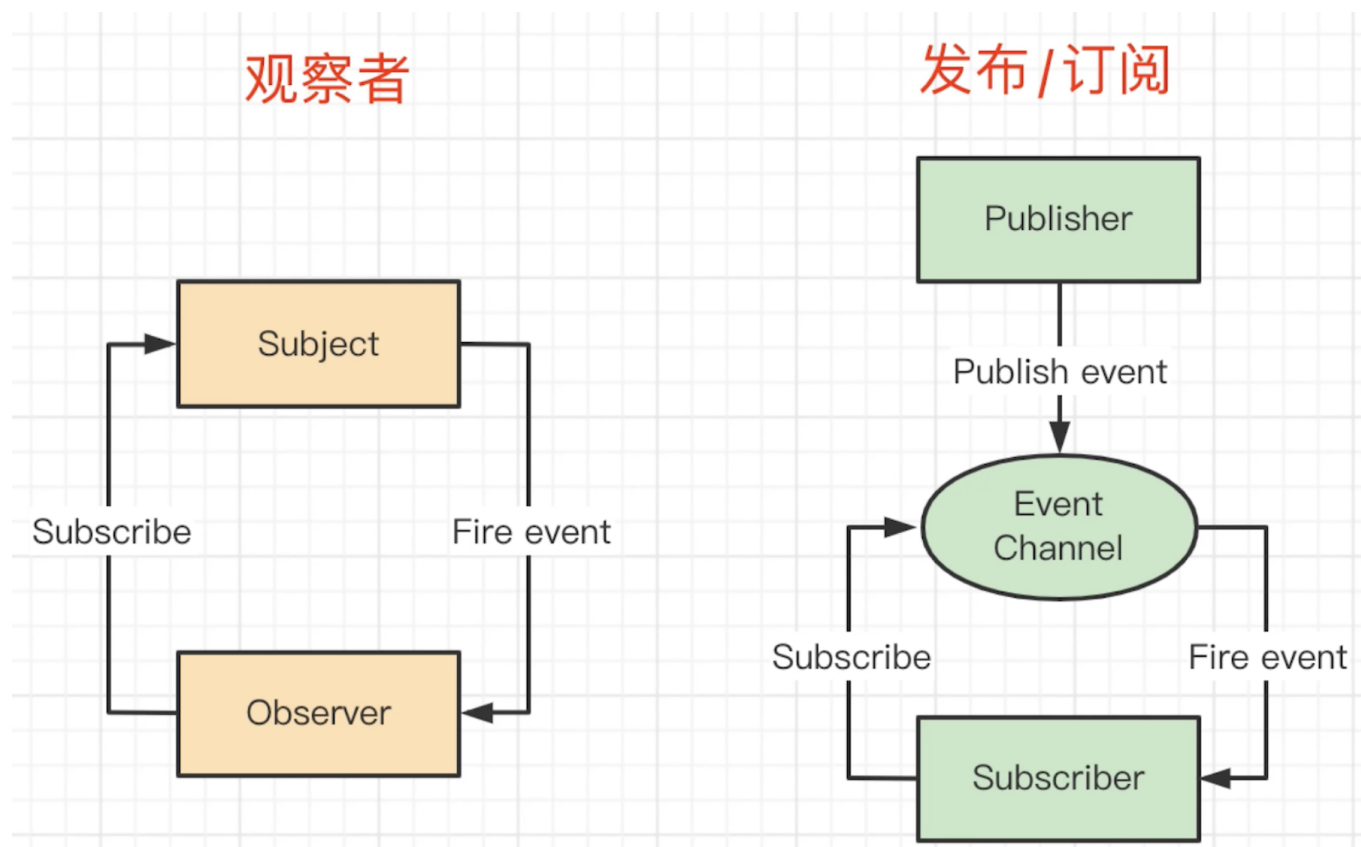 观察者
Subject
Subscribe
Fire event
Observer
发布/订阅
Publisher
Publish event
Event
Channel
Subscribe
Fire event
Subscriber